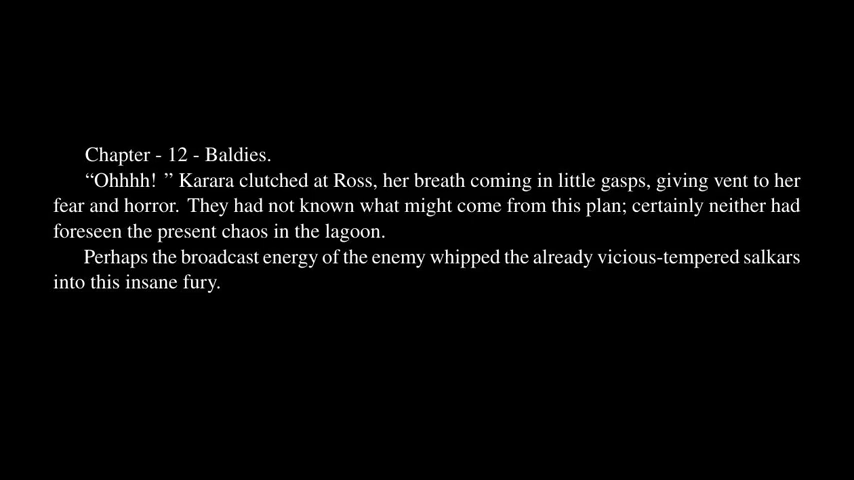 Chapter - 12 - Baldies.
“Ohhhh! ” Karara clutched at Ross, her breath coming in little gasps, giving vent to her
fear and horror. They had not known what might come from this plan; certainly neither had
foreseen the present chaos in the lagoon.
Perhaps the broadcast energy of the enemy whipped the already vicious-tempered salkars
into this insane fury.